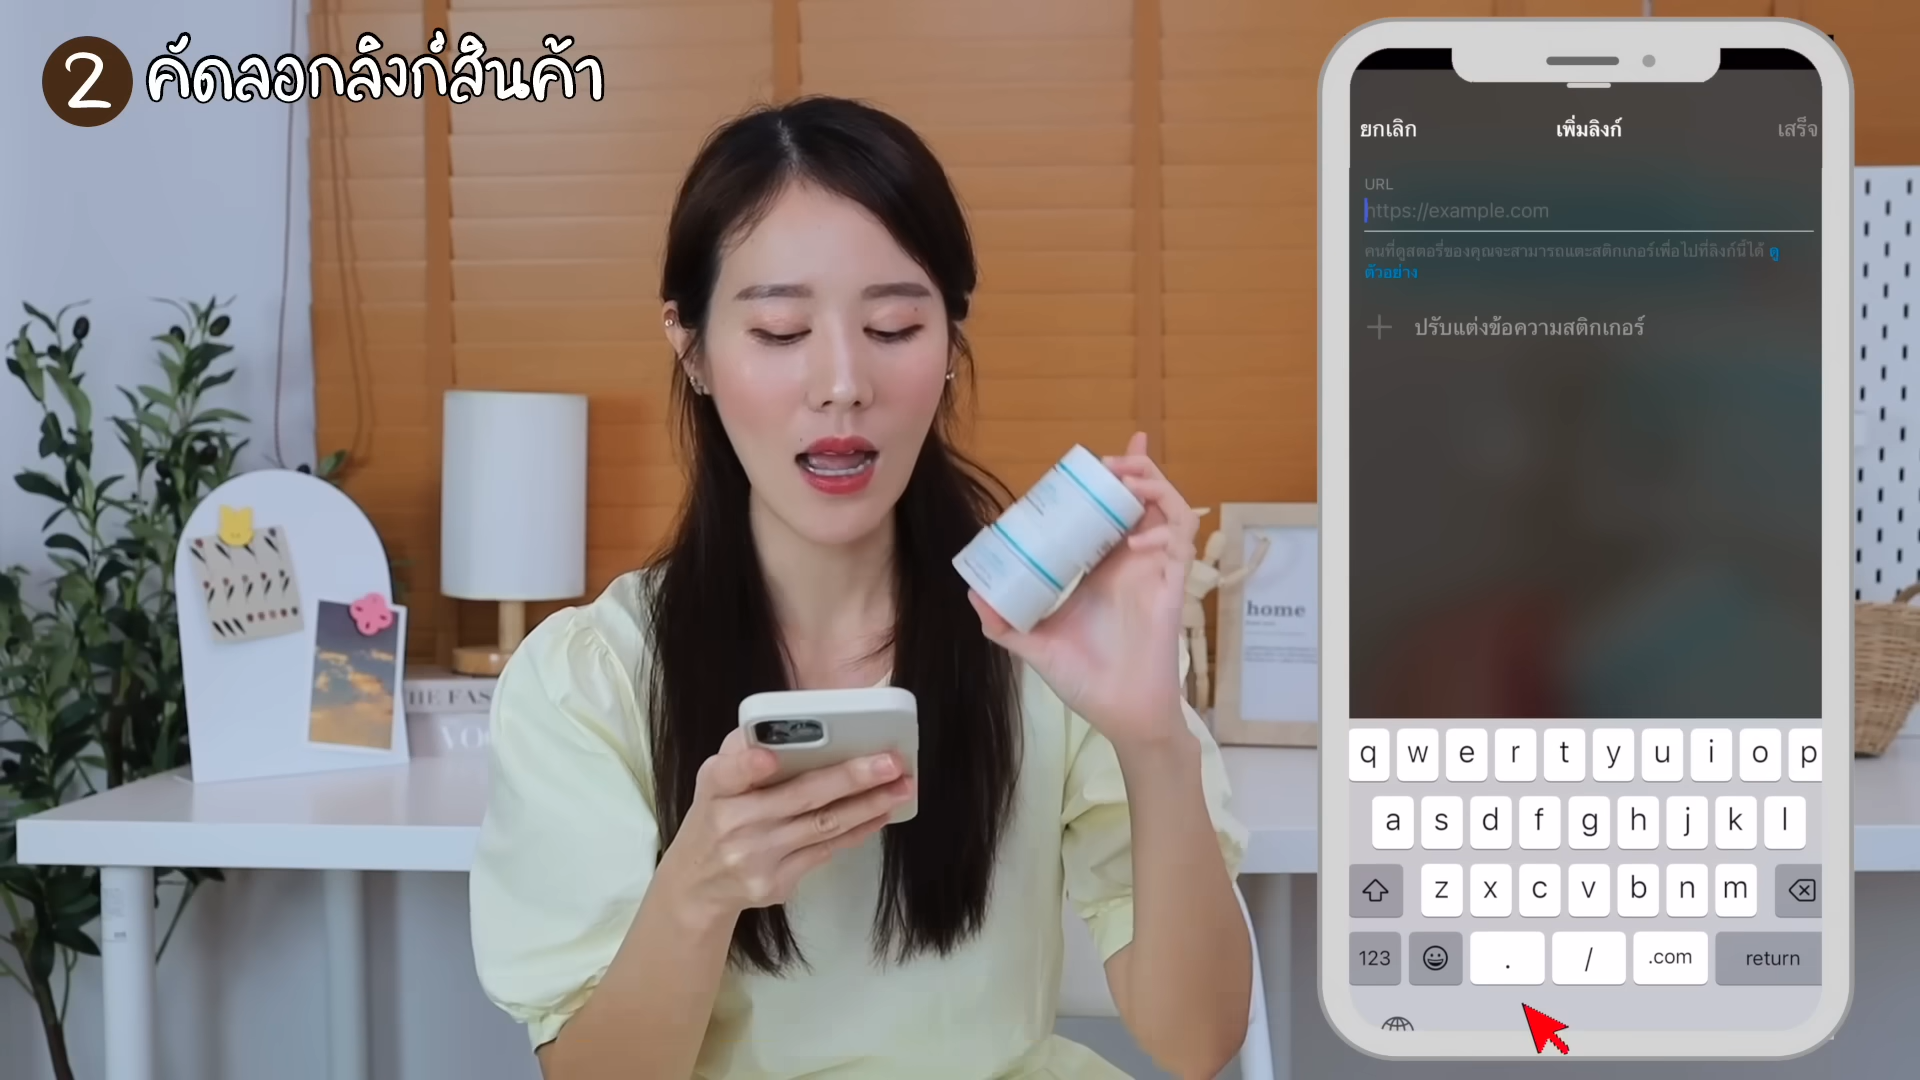 2 คัดลอกลิงก์สินค้า
ยกเลิก เพิ่มลิงก์ เสร็จ
URL
https://example.com
คนที่ดูสตอรี่ของคุณจะสามารถแตะสติกเกอร์เพื่อไปที่ลิงก์นี้ได้ ดู
ตัวอย่าง
+ ปรับแต่งข้อความสติกเกอร์
home
THE FAS
VO
q w e r t y u i o p
a s d f g h j k l
z x c v b n m
123 . / .com return